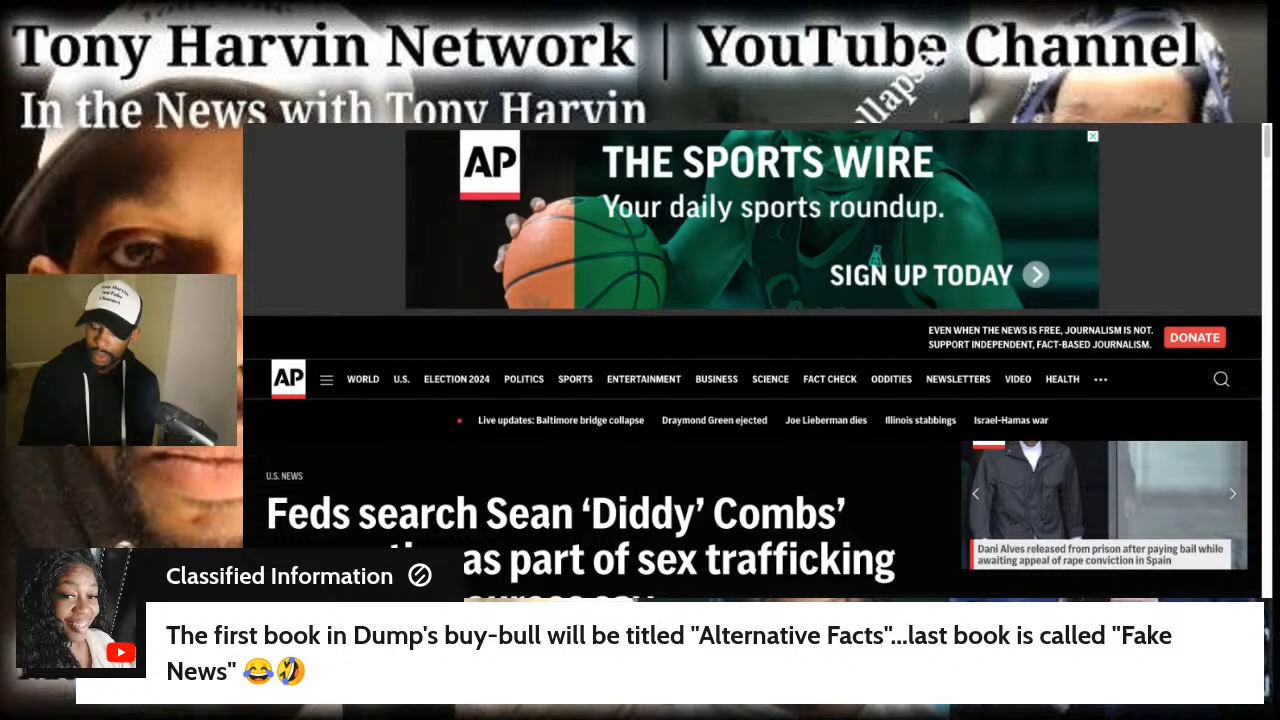 Tony Harvin Network | YouTube Channel
In the News with Tony Harvin
AP
THE SPORTS WIRE
Your daily sports roundup.
SIGN UP TODAY
EVEN WHEN THE NEWS IS FREE, JOURNALISM IS NOT.
SUPPORT INDEPENDENT, FACT-BASED JOURNALISM.
DONATE
AP
WORLD U.S. ELECTION 2024 POLITICS SPORTS ENTERTAINMENT BUSINESS SCIENCE FACT CHECK ODDITIES NEWSLETTERS VIDEO HEALTH •••
Live updates: Baltimore bridge collapse Draymond Green ejected Joe Lieberman dies Illinois stabbings Israel-Hamas war
Tony Harvin
YouTube
Channel
U.S. NEWS
Feds search Sean ‘Diddy’ Combs’
as part of sex trafficking
Dani Alves released from prison after paying bail while
awaiting appeal of rape conviction in Spain
Classified Information
The first book in Dump's buy-bull will be titled "Alternative Facts"...last book is called "Fake
News" 😂🤣